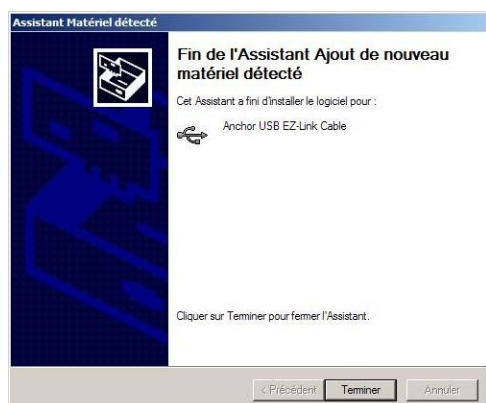 Assistant Matériel détecté
Fin de l'Assistant Ajout de nouveau
matériel détecté
Cet Assistant a fini d'installer le logiciel pour :
Anchor USB EZ-Link Cable
Cliquer sur Terminer pour fermer l'Assistant.
< Précédent Terminer Annuler